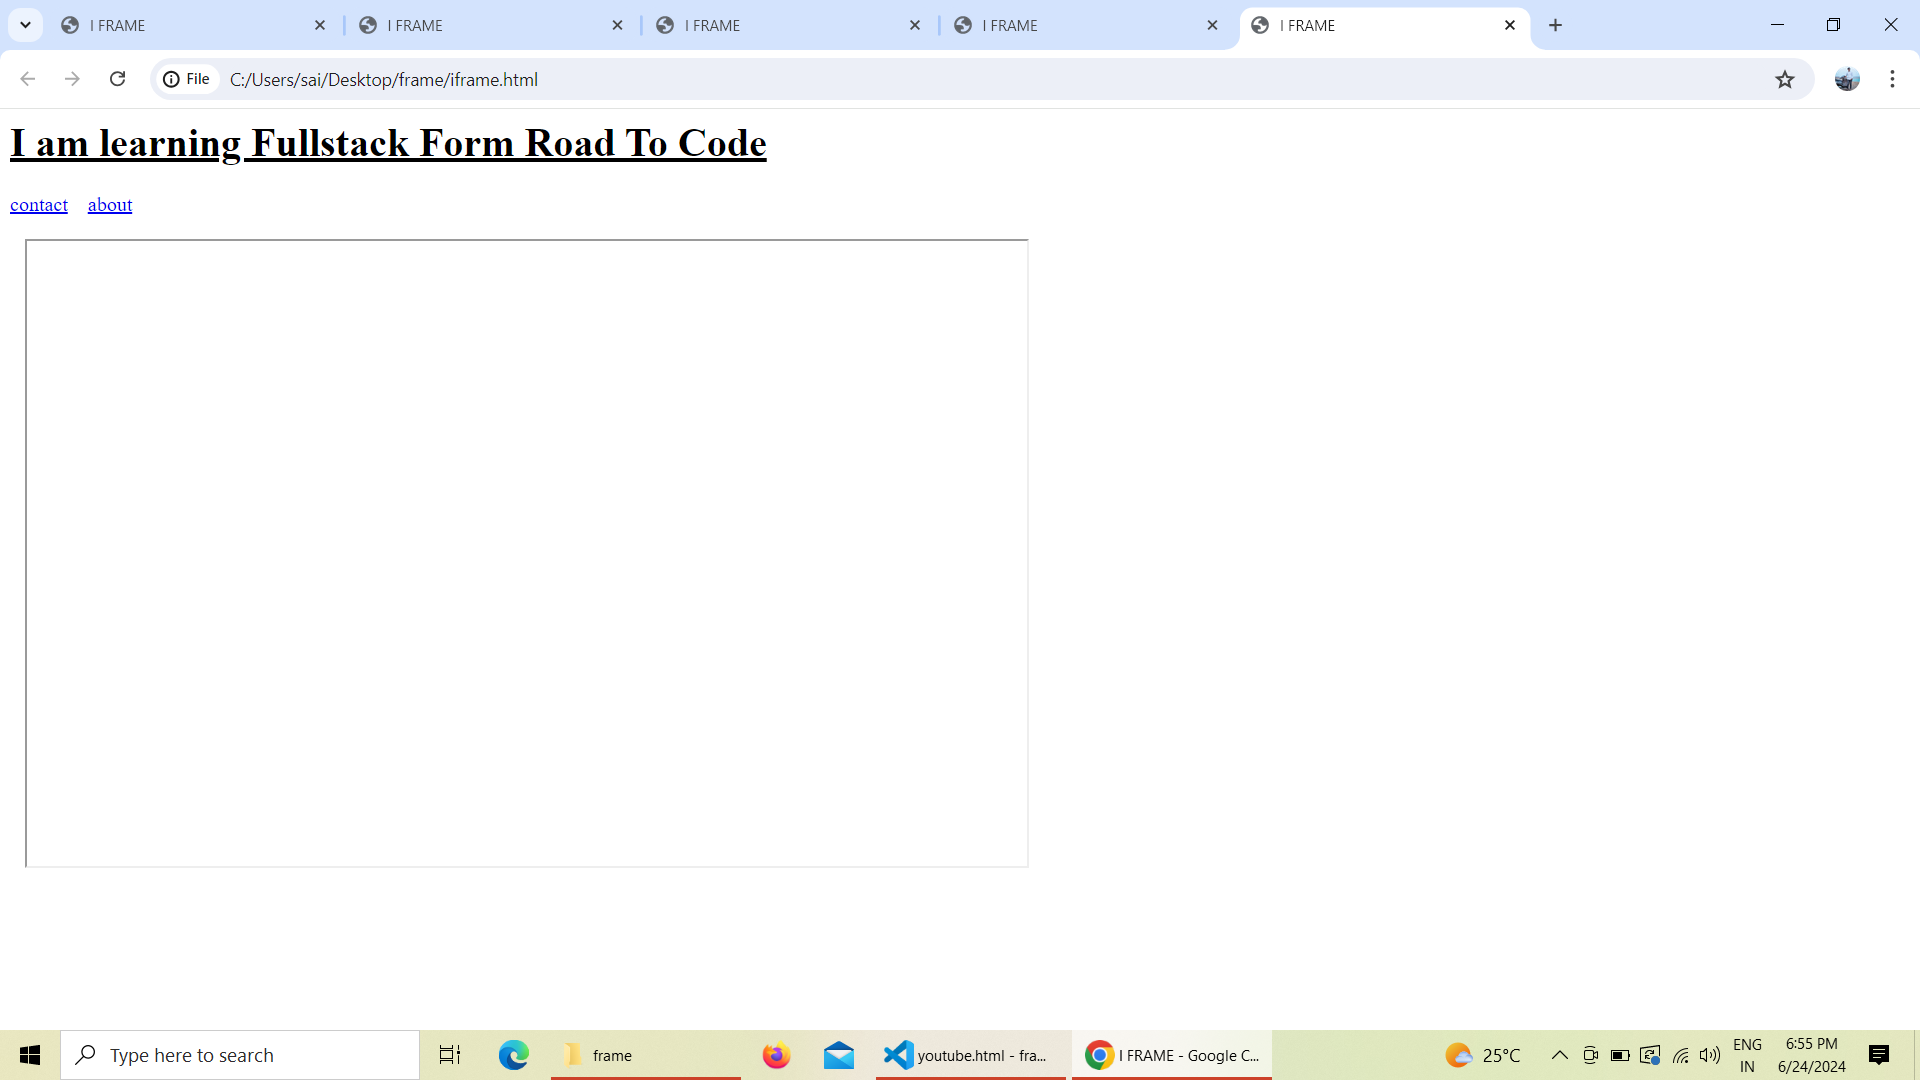 I FRAME
I FRAME
I FRAME
I FRAME
I FRAME
File
C:/Users/sai/Desktop/frame/iframe.html
I am learning Fullstack Form Road To Code
contact about
Type here to search
frame
youtube.html - fra...
I FRAME - Google C...
25°C
ENG
IN
6:55 PM
6/24/2024